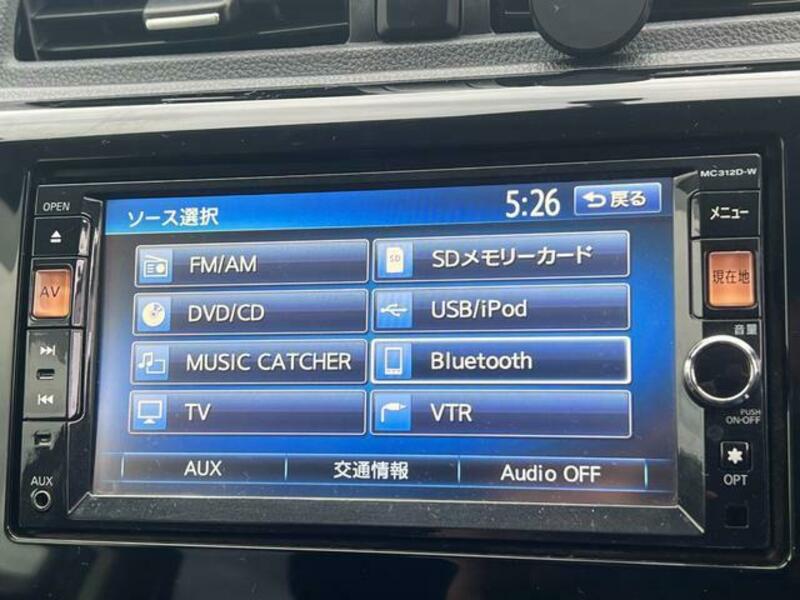 MC312D-W
OPEN
ソース選択
5:26
戻る
メニュー
AV
FM/AM
SD
SDメモリーカード
現在地
DVD/CD
USB/iPod
音量
MUSIC CATCHER
Bluetooth
TV
VTR
PUSH
ON-OFF
AUX
AUX
交通情報
Audio OFF
OPT